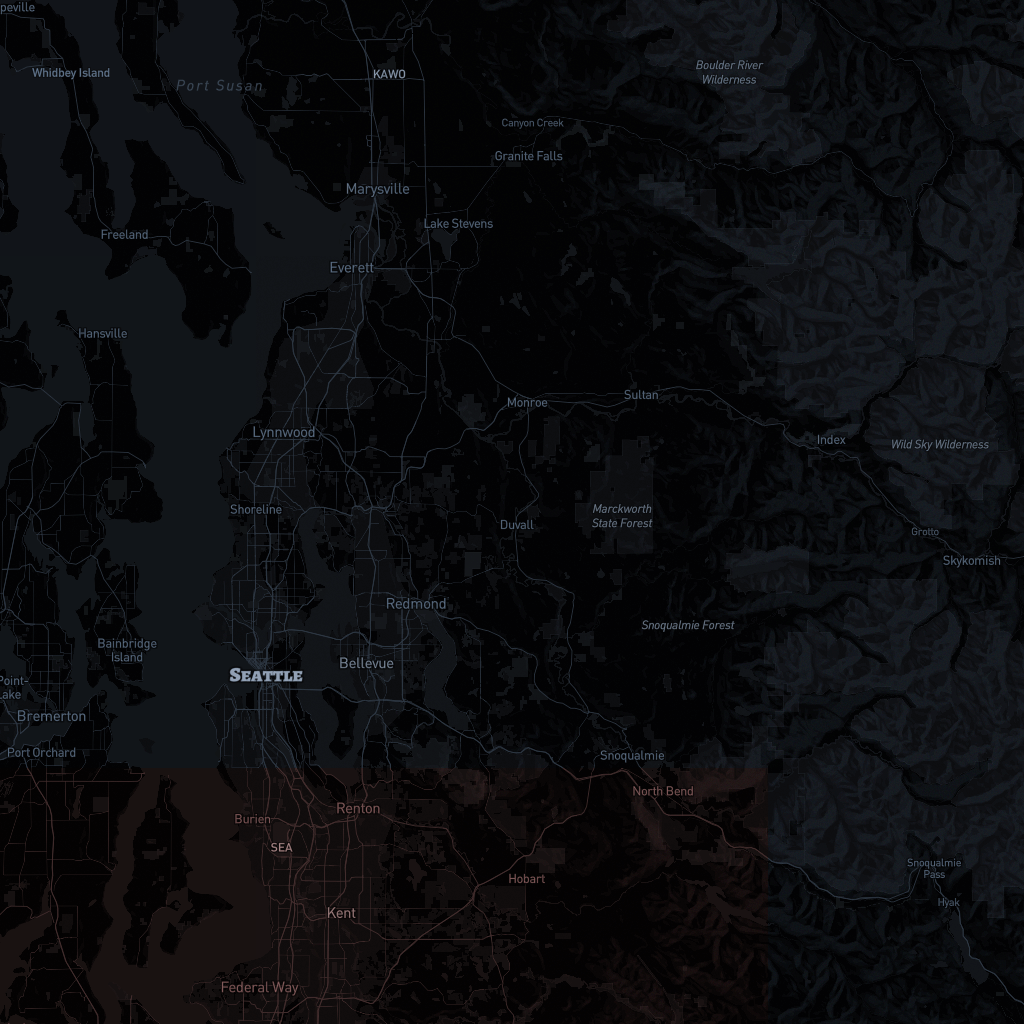 peville
Whidbey Island
Port Susan
KAWO
Boulder River
Wilderness
Canyon Creek
Granite Falls
Marysville
Lake Stevens
Freeland
Everett
Hansville
Monroe
Sultan
Lynnwood
Index
Wild Sky Wilderness
Shoreline
Marckworth
State Forest
Duvall
Grotto
Skykomish
Redmond
Snoqualmie Forest
Bainbridge
Island
Bellevue
Seattle
Point-
Lake
Bremerton
Port Orchard
Snoqualmie
North Bend
Renton
Burien
SEA
Snoqualmie
Pass
Hobart
Hyak
Kent
Federal Way